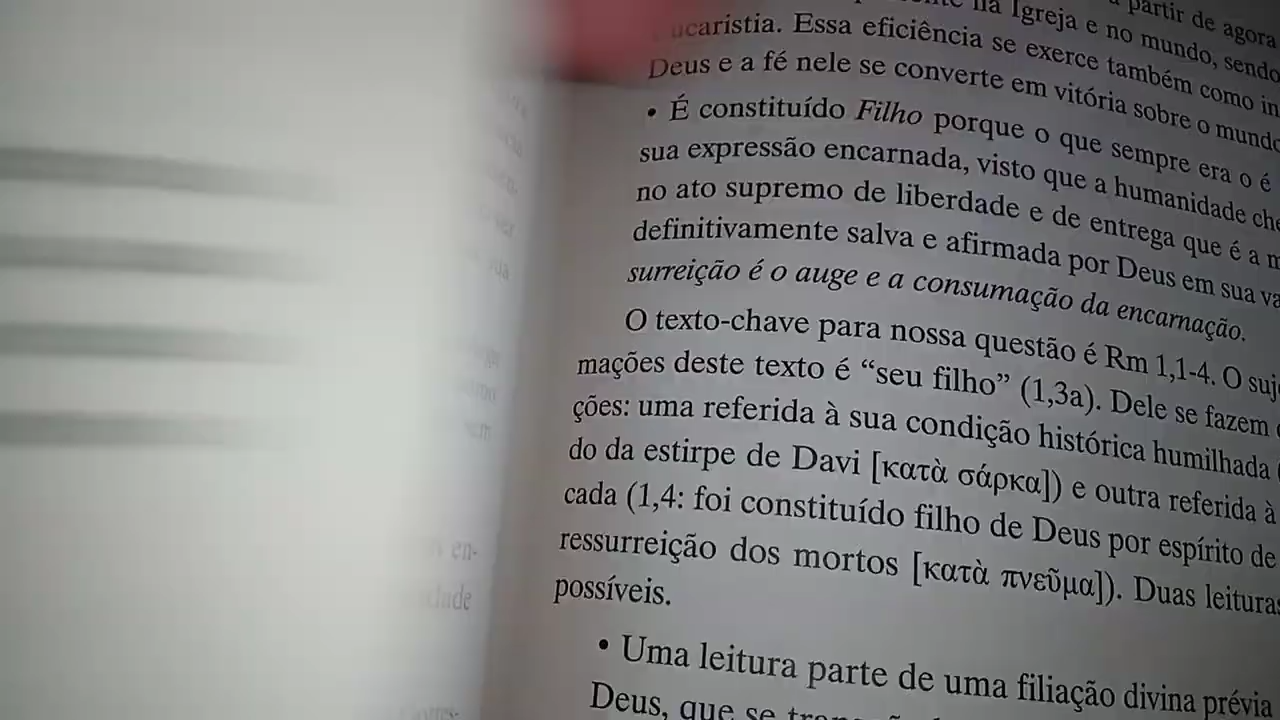 partir de agora
na Igreja e no mundo, sendo
Eucaristia. Essa eficiência se exerce também como
Deus e a fé nele se converte em vitória sobre o mundo
• É constituído Filho porque o que sempre era o é
sua expressão encarnada, visto que a humanidade
no ato supremo de liberdade e de entrega que é a
definitivamente salva e afirmada por Deus em sua
surreição é o auge e a consumação da encarnação.
O texto-chave para nossa questão é Rm 1,1-4. O
mações deste texto é “seu filho” (1,3a). Dele se fazem
ções: uma referida à sua condição histórica humilhada
do da estirpe de Davi [κατὰ σάρκα]) e outra referida à
cada (1,4: foi constituído filho de Deus por espírito de
ressurreição dos mortos [κατὰ πνεῦμα]). Duas leituras
possíveis.
• Uma leitura parte de uma filiação divina prévia
Deus, que se